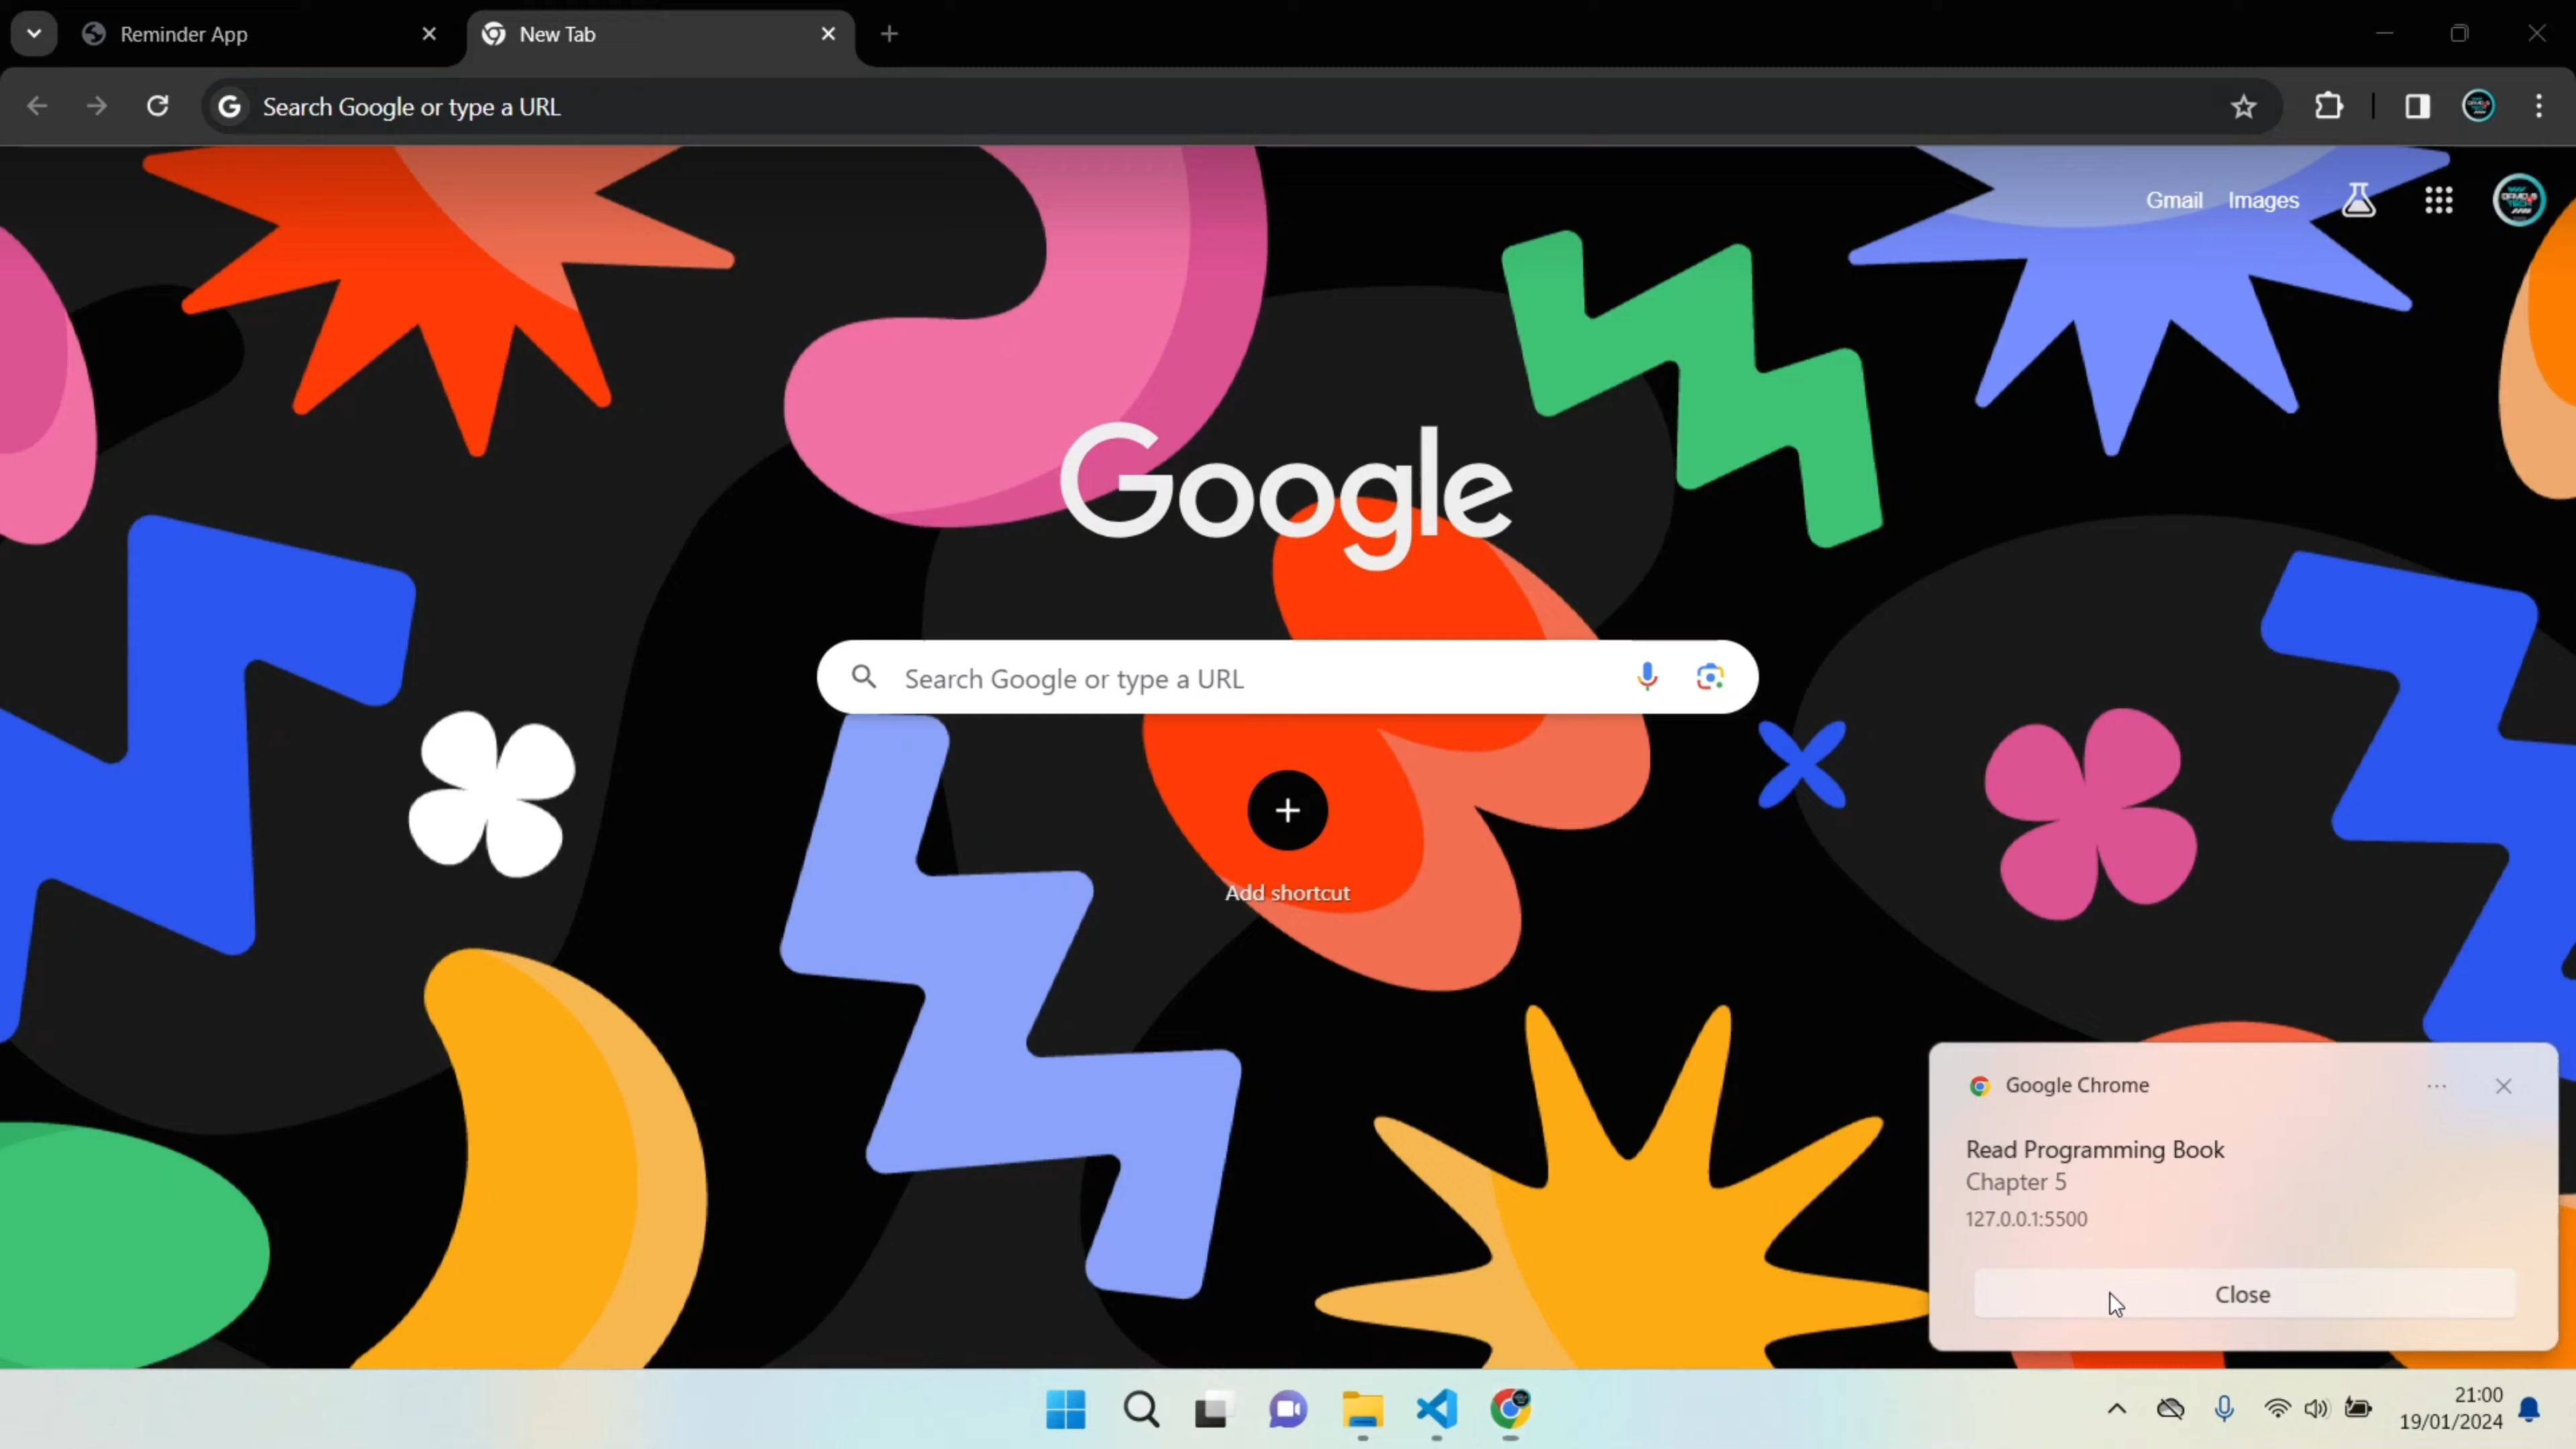 Reminder App
New Tab
Search Google or type a URL
Gmail Images
Google
Search Google or type a URL
Add shortcut
Google Chrome
Read Programming Book
Chapter 5
127.0.0.1:5500
Close
21:00
19/01/2024